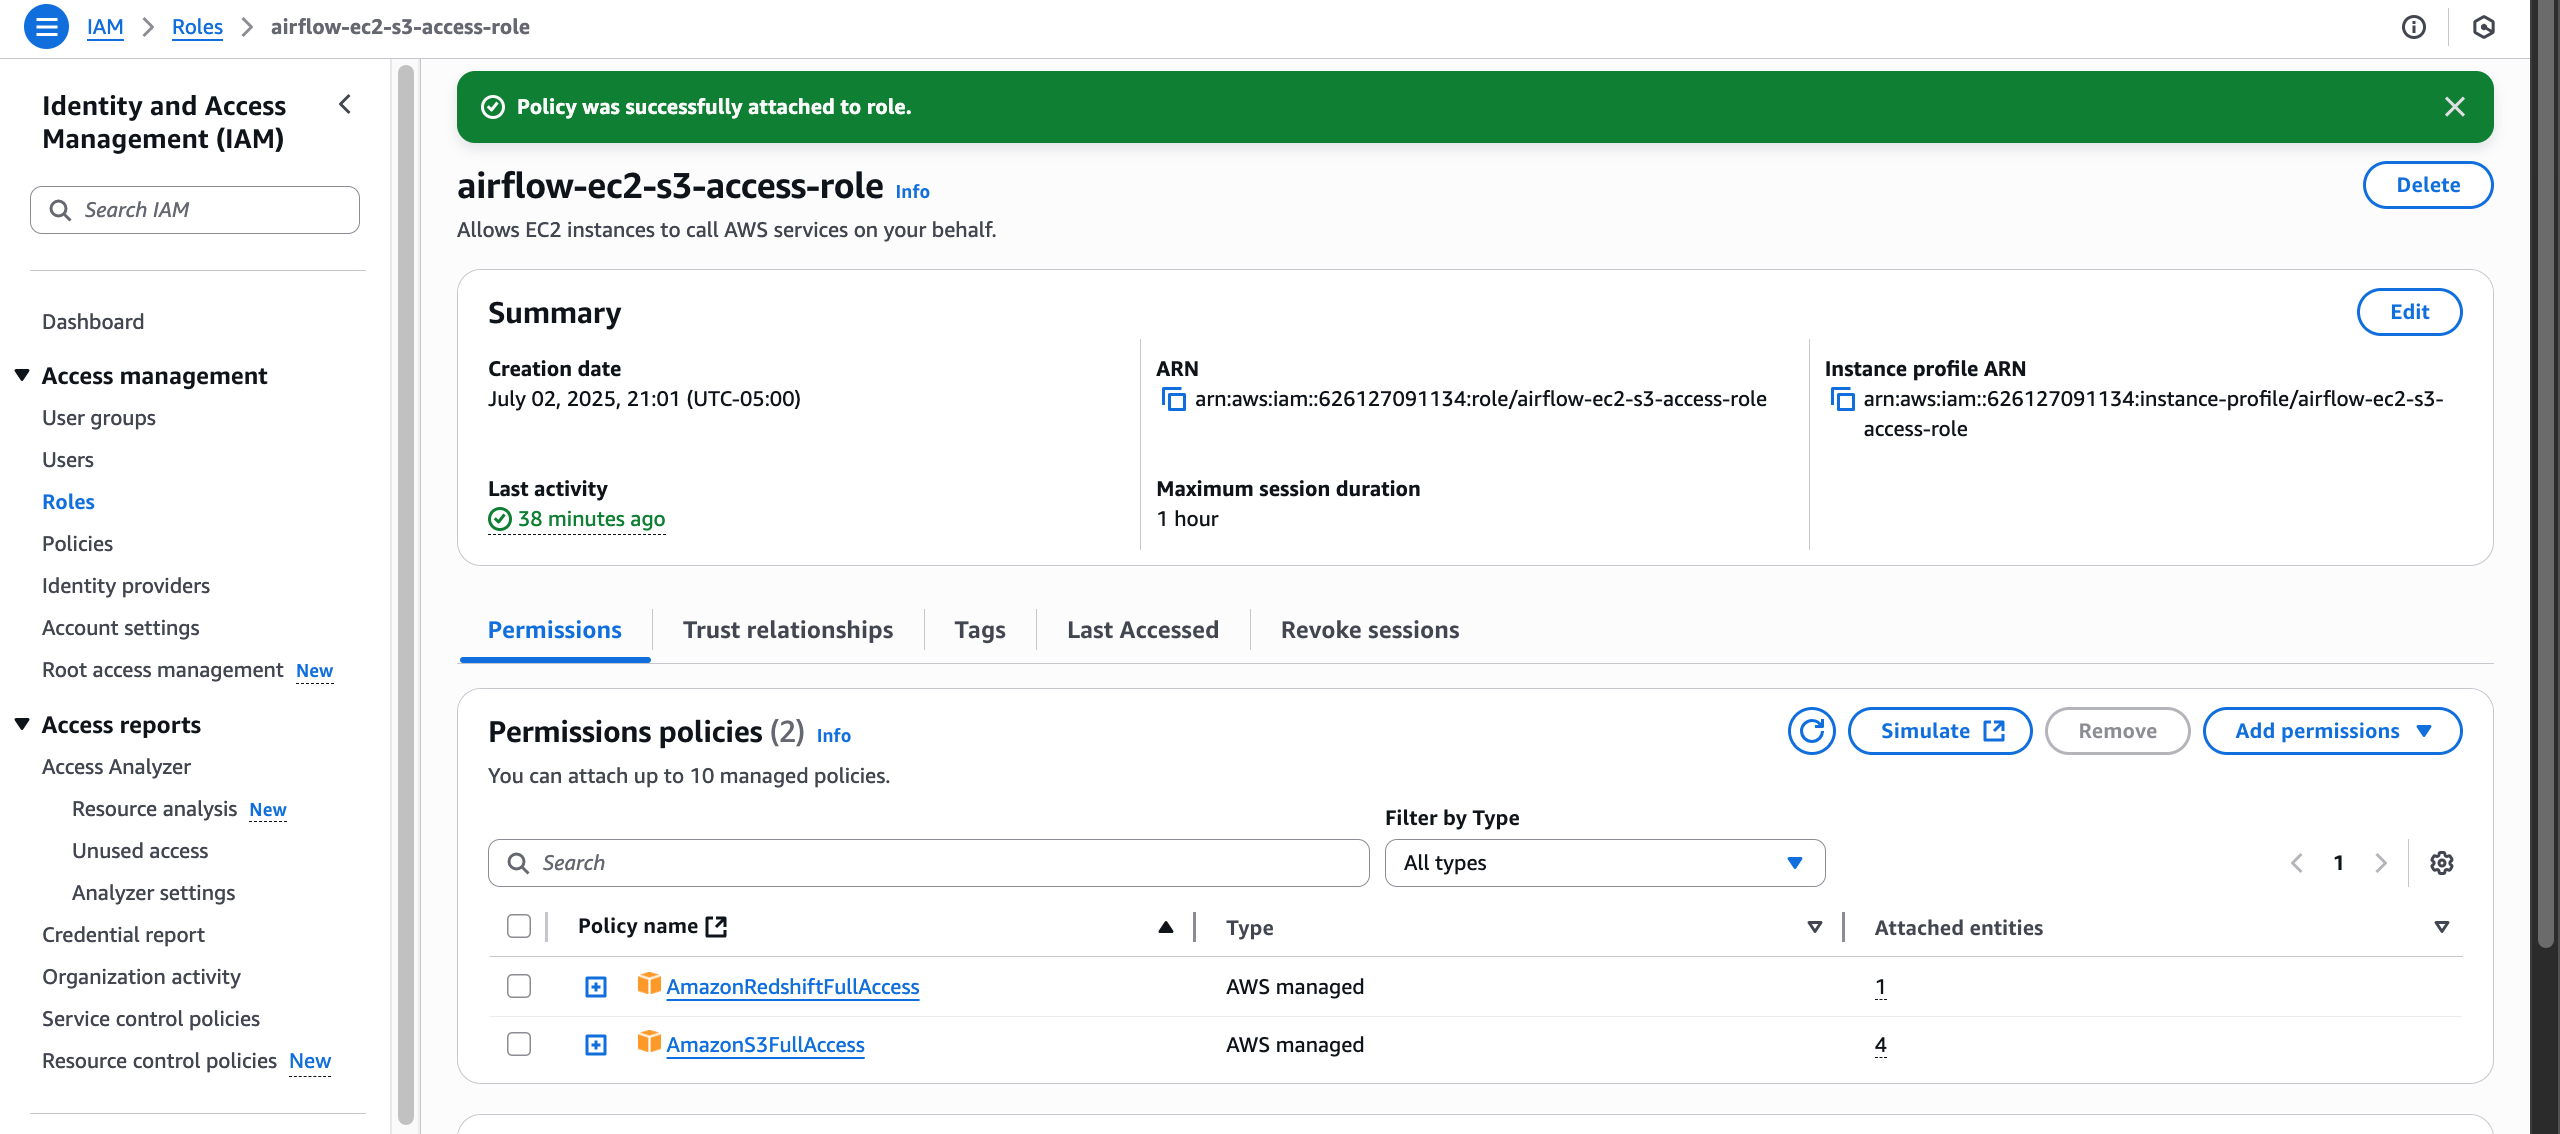 IAM > Roles > airflow-ec2-s3-access-role
Identity and Access
Management (IAM)
Search IAM
Dashboard
Access management
User groups
Users
Roles
Policies
Identity providers
Account settings
Root access management New
Access reports
Access Analyzer
Resource analysis New
Unused access
Analyzer settings
Credential report
Organization activity
Service control policies
Resource control policies New
Policy was successfully attached to role.
airflow-ec2-s3-access-role Info
Delete
Allows EC2 instances to call AWS services on your behalf.
Summary
Edit
Creation date
July 02, 2025, 21:01 (UTC-05:00)
ARN
arn:aws:iam::626127091134:role/airflow-ec2-s3-access-role
Instance profile ARN
arn:aws:iam::626127091134:instance-profile/airflow-ec2-s3-
access-role
Last activity
38 minutes ago
Maximum session duration
1 hour
Permissions
Trust relationships
Tags
Last Accessed
Revoke sessions
Permissions policies (2) Info
Simulate
Remove
Add permissions
You can attach up to 10 managed policies.
Filter by Type
Search
All types
1
Policy name
Type
Attached entities
AmazonRedshiftFullAccess
AWS managed
1
AmazonS3FullAccess
AWS managed
4